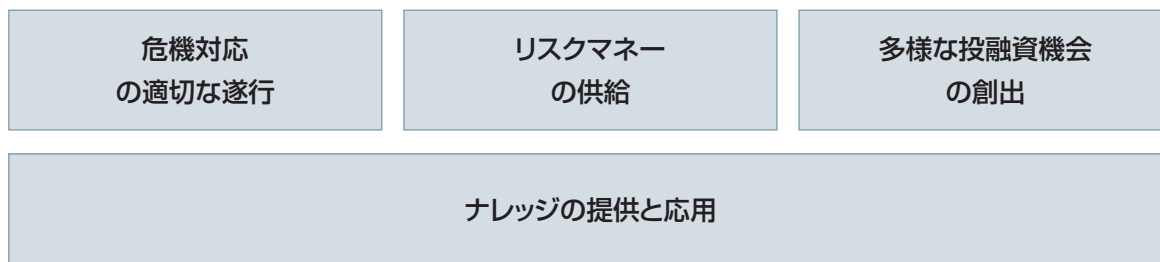 危機対応
の適切な遂行
リスクマネー
の供給
多様な投融資機会
の創出
ナレッジの提供と応用